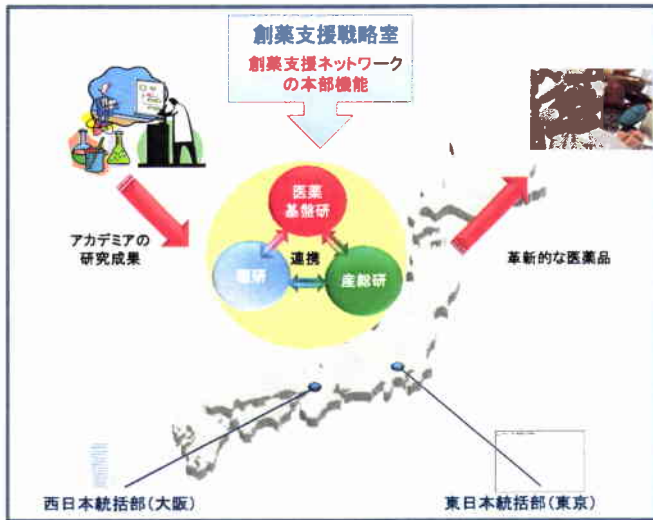 創薬支援戦略室
創薬支援ネットワーク
の本部機能
医薬
基盤研
アカデミアの
研究成果
理研
連携
産総研
革新的な医薬品
西日本統括部(大阪)
東日本統括部(東京)